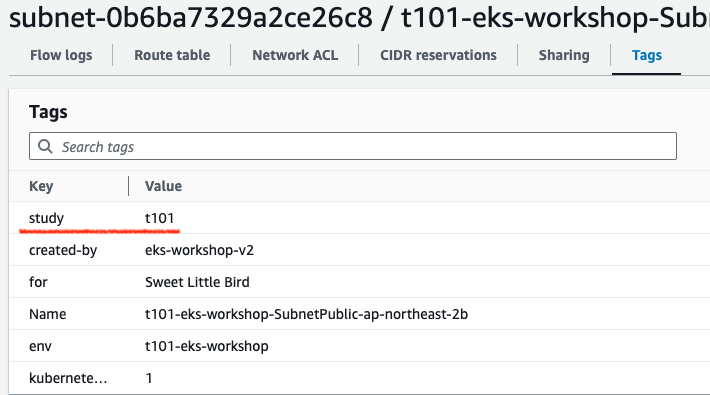 subnet-0b6ba7329a2ce26c8 / t101-eks-workshop-Sub
Flow logs Route table Network ACL CIDR reservations Sharing Tags
Tags
Search tags
Key Value
study t101
created-by eks-workshop-v2
for Sweet Little Bird
Name t101-eks-workshop-SubnetPublic-ap-northeast-2b
env t101-eks-workshop
kubernete... 1